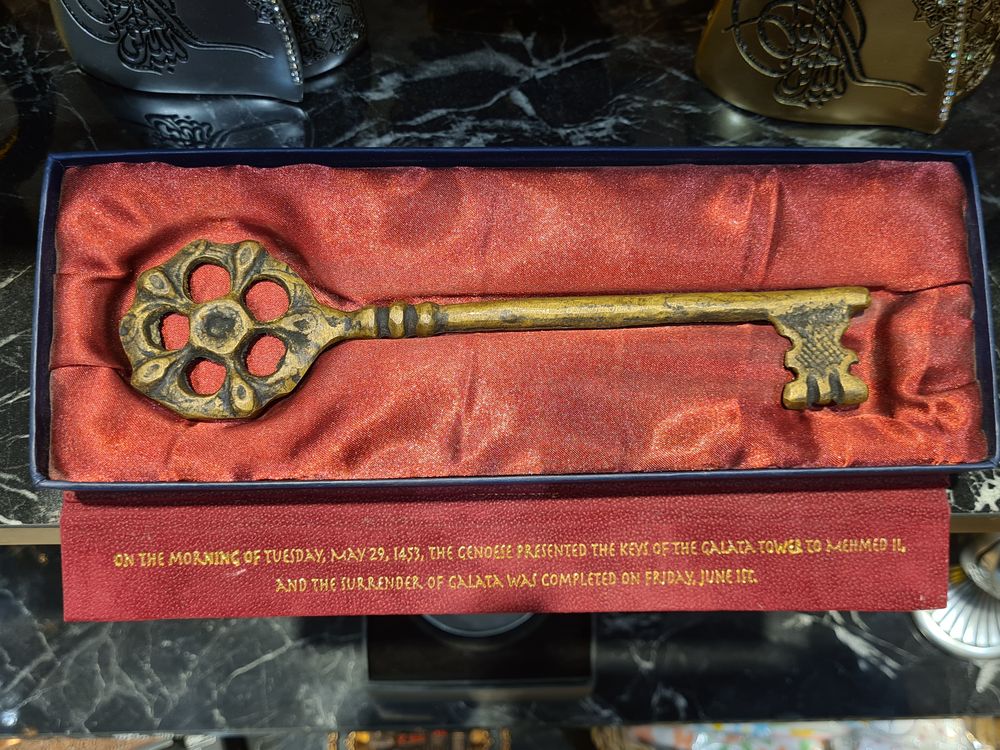 ON THE MORNING OF TUESDAY, MAY 29, 1453, THE GENOESE PRESENTED THE KEYS OF THE GALATA TOWER TO MEHMED II,
AND THE SURRENDER OF GALATA WAS COMPLETED ON FRIDAY, JUNE 1ST.